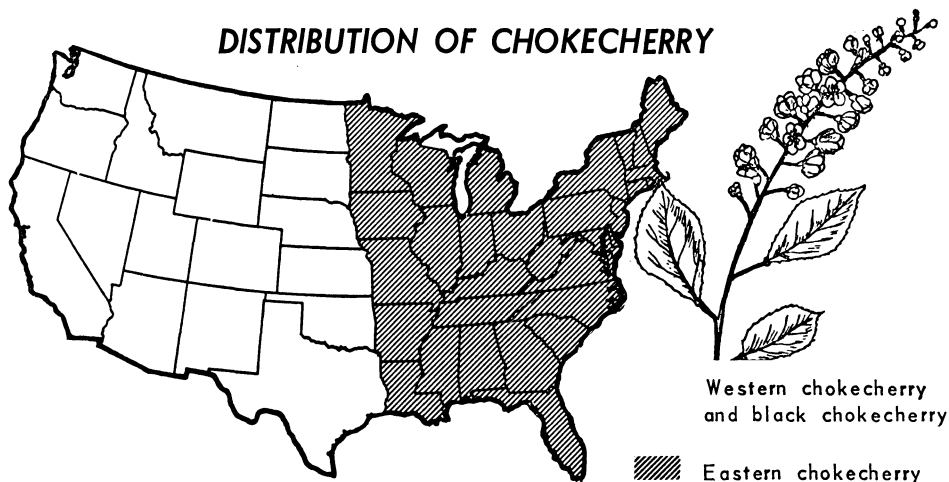 DISTRIBUTION OF CHOKECHERRY
Western chokecherry
and black chokecherry
Eastern chokecherry